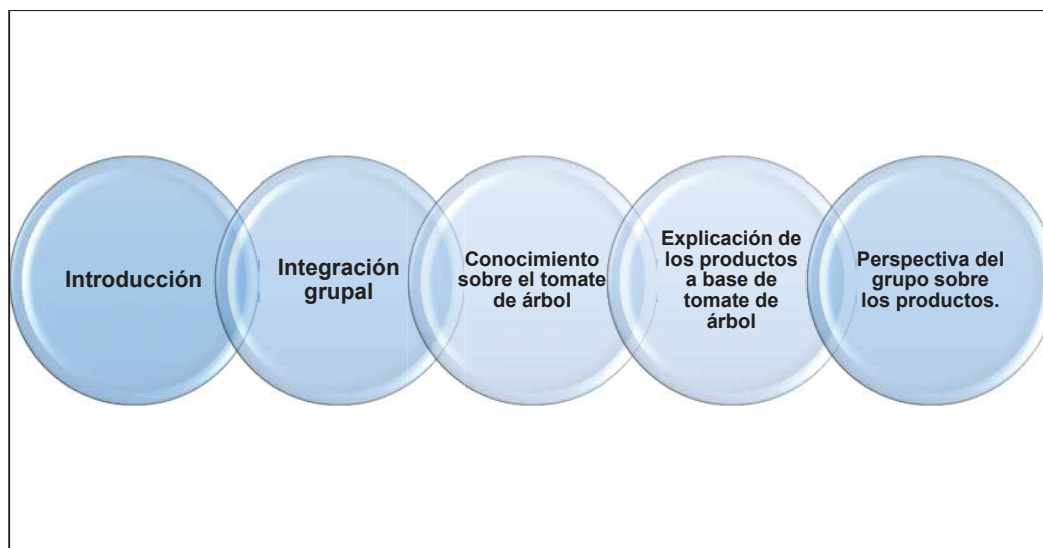 Introducción
Integración
grupal
Conocimiento
sobre el tomate
de árbol
Explicación de
los productos
a base de
tomate de
árbol
Perspectiva del
grupo sobre
los productos.